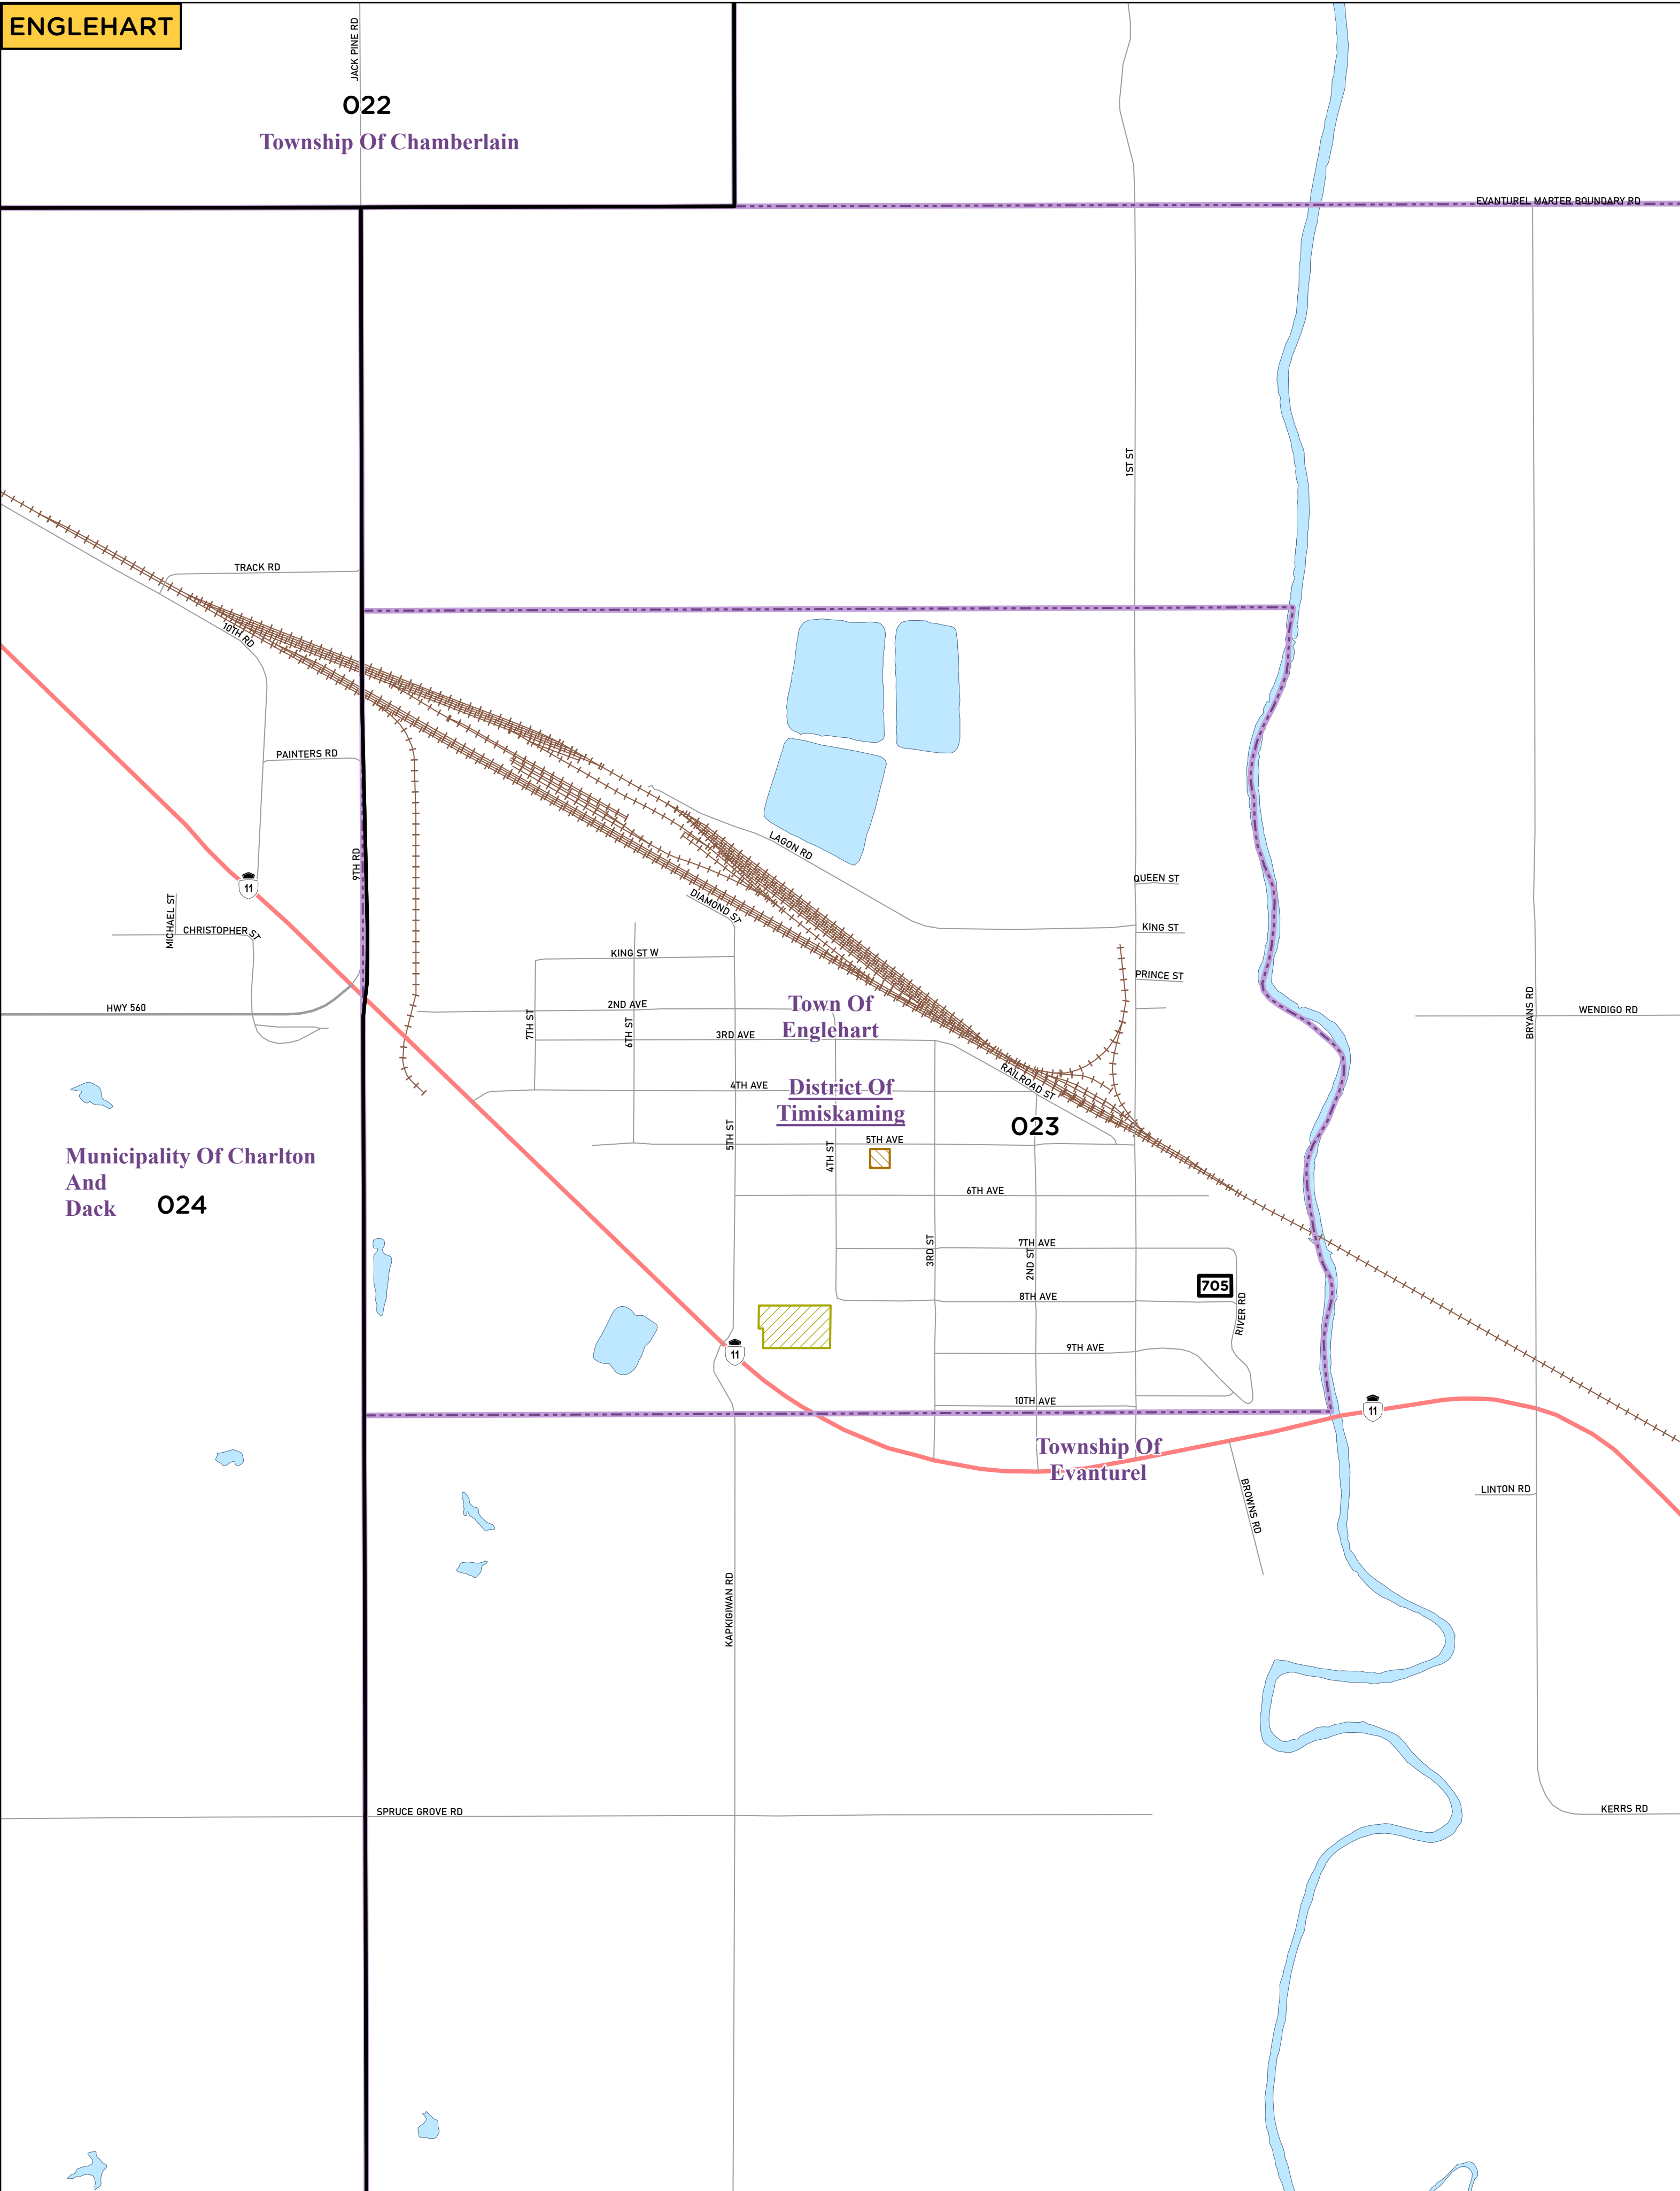 ENGLEHART
JACK PINE RD
022
Township Of Chamberlain
EVANTUREL MARTER BOUNDARY RD
1ST ST
TRACK RD
10TH RD
PAINTERS RD
LAGON RD
9TH RD
11
QUEEN ST
MICHAEL ST
CHRISTOPHER ST
DIAMOND ST
KING ST
KING ST W
PRINCE ST
HWY 560
2ND AVE
7TH ST
6TH ST
Town Of
Englehart
3RD AVE
BRYANS RD
WENDIGO RD
RAILROAD ST
4TH AVE
District Of
Timiskaming
023
5TH ST
4TH ST
5TH AVE
Municipality Of Charlton
And
Dack
024
6TH AVE
3RD ST
7TH AVE
2ND ST
705
8TH AVE
RIVER RD
11
9TH AVE
10TH AVE
11
Township Of
Evanturel
BROWNS RD
LINTON RD
KAPKIGIWAN RD
SPRUCE GROVE RD
KERRS RD